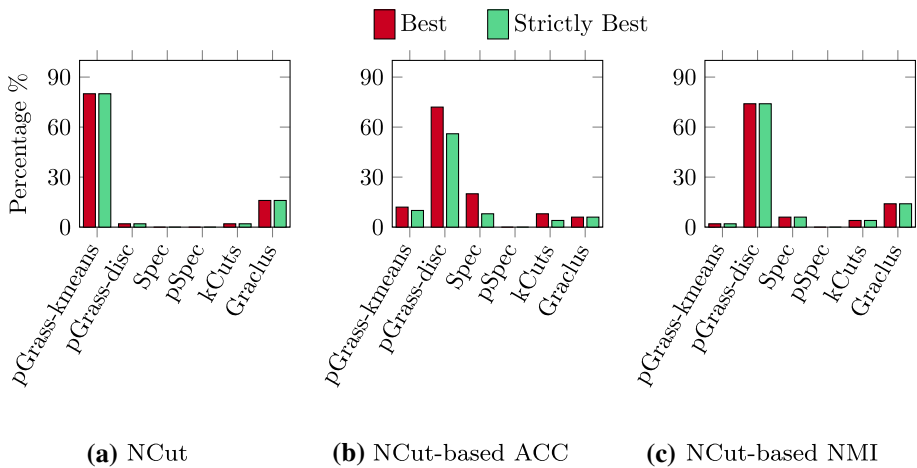 Best Strictly Best
Percentage %
90
60
30
0
pGrass-kmeans
pGrass-disc
Spec
pSpec
kCuts
Graclus
(a) NCut
90
60
30
0
pGrass-kmeans
pGrass-disc
Spec
pSpec
kCuts
Graclus
(b) NCut-based ACC
90
60
30
0
pGrass-kmeans
pGrass-disc
Spec
pSpec
kCuts
Graclus
(c) NCut-based NMI